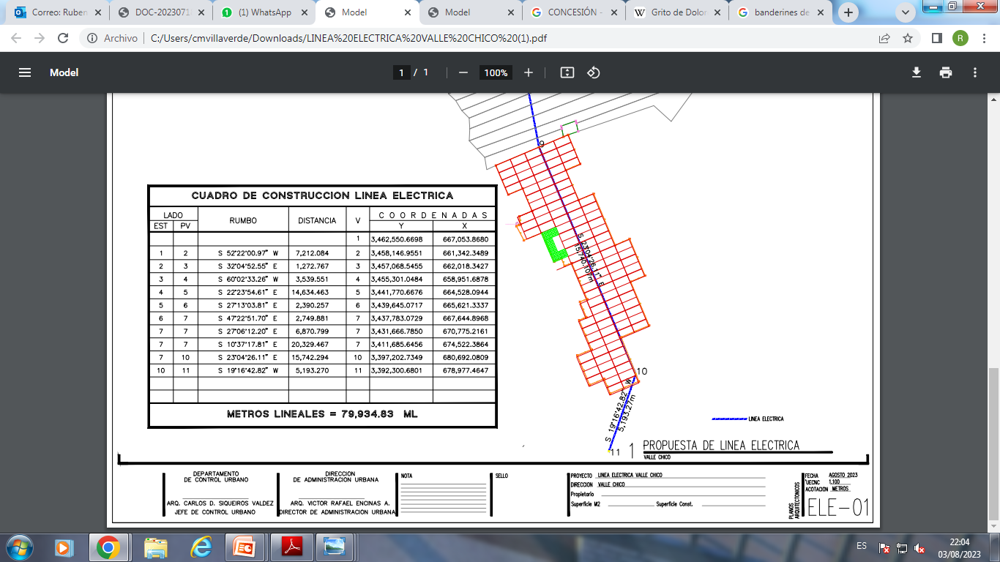 Correo: Ruben
DOC-2023071
(1) WhatsApp
Model
Model
CONCESIÓN -
Grito de Dolor
banderines de
Archivo C:/Users/cmvillaverde/Downloads/LINEA%20ELECTRICA%20VALLE%20CHICO%20(1).pdf
R
Model
1 / 1
100%
9
S 23°04'26.11" E
15,740.107m
CUADRO DE CONSTRUCCION LINEA ELECTRICA
LADO RUMBO DISTANCIA V C O O R D E N A D A S
EST PV Y X
1 3,462,550.6698 667,053.8680
1 2 S 52°22'00.97" W 7,212.084 2 3,458,146.9551 661,342.3489
2 3 S 32°04'52.55" E 1,272.767 3 3,457,068.5455 662,018.3427
3 4 S 60°02'33.26" W 3,539.551 4 3,455,301.0484 658,951.6878
4 5 S 22°23'54.61" E 14,634.463 5 3,441,770.6676 664,528.0944
5 6 S 27°13'03.81" E 2,390.257 6 3,439,645.0717 665,621.3337
6 7 S 47°22'51.70" E 2,749.881 7 3,437,783.0729 667,644.8968
7 7 S 27°06'12.20" E 6,870.799 7 3,431,666.7850 670,775.2161
7 7 S 10°37'17.81" E 20,329.467 7 3,411,685.6456 674,522.3864
7 10 S 23°04'26.11" E 15,742.294 10 3,397,202.7349 680,692.0809
10 11 S 19°16'42.82" W 5,193.270 11 3,392,300.6801 678,977.4647
METROS LINEALES = 79,934.83 ML
10
S 19°16'42.82" W
5,193.27m
11
LINEA ELECTRICA
1 PROPUESTA DE LINEA ELECTRICA
VALLE CHICO
DEPARTAMENTO
DE CONTROL URBANO
ARQ. CARLOS D. SIQUEIROS VALDEZ
JEFE DE CONTROL URBANO
DIRECCION
DE ADMINISTRACION URBANA
ARQ. VICTOR RAFAEL ENCINAS A.
DIRECTOR DE ADMINISTRACION URBANA
NOTA
SELLO
PROYECTO LINEA ELECTRICA VALLE CHICO
DIRECCION VALLE CHICO
Propietario
Superficie M2 Superficie Const.
PLANOS
ARQUITECTONICOS
FECHA AGOSTO 2023
'UECNC 1,100
ACOTACION METROS
ELE-01
ES
22:04
03/08/2023